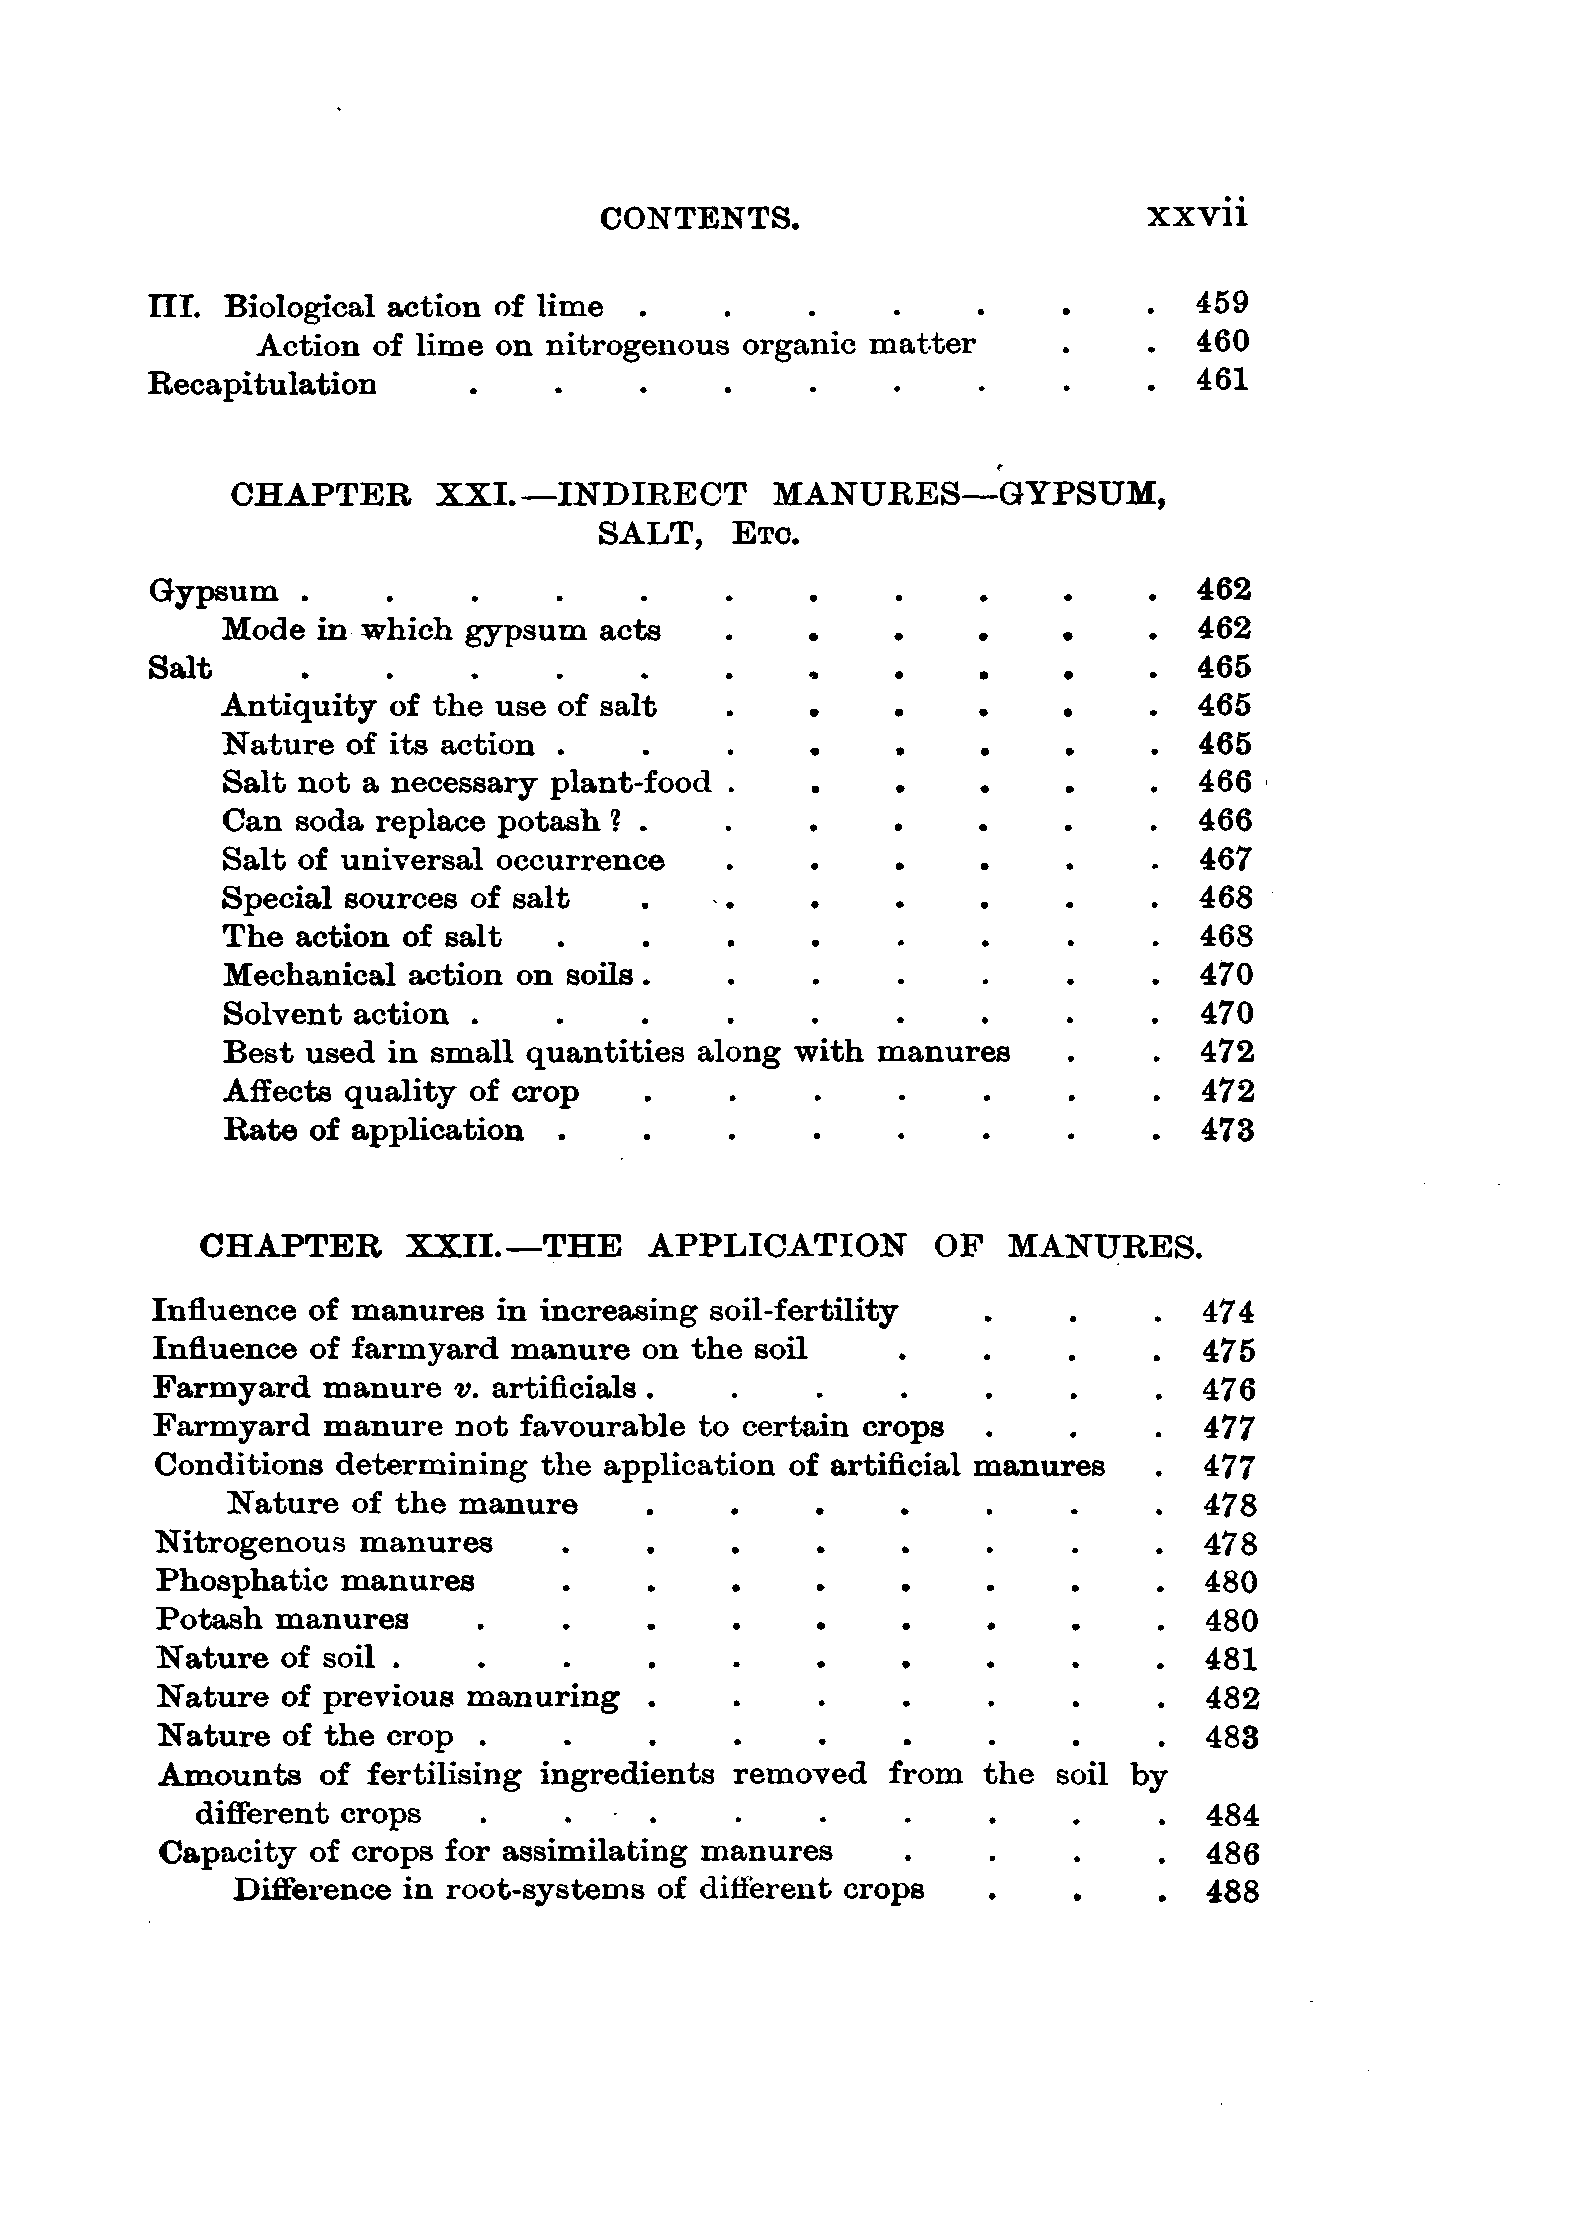 CONTENTS. xxvii
III. Biological action of lime . . . . . . . 459
Action of lime on nitrogenous organic matter . . 460
Recapitulation . . . . . . . . . 461
CHAPTER XXI.—INDIRECT MANURES—GYPSUM,
SALT, ETC.
Gypsum . . . . . . . . . . . 462
Mode in which gypsum acts . . . . . . 462
Salt . . . . . . . . . . . 465
Antiquity of the use of salt . . . . . . 465
Nature of its action . . . . . . . . 465
Salt not a necessary plant-food . . . . . . 466
Can soda replace potash ? . . . . . . . 466
Salt of universal occurrence . . . . . . 467
Special sources of salt . . . . . . . 468
The action of salt . . . . . . . . 468
Mechanical action on soils . . . . . . . 470
Solvent action . . . . . . . . . 470
Best used in small quantities along with manures . . 472
Affects quality of crop . . . . . . . 472
Rate of application . . . . . . . . 473
CHAPTER XXII.—THE APPLICATION OF MANURES.
Influence of manures in increasing soil-fertility . . . 474
Influence of farmyard manure on the soil . . . . 475
Farmyard manure v. artificials . . . . . . . 476
Farmyard manure not favourable to certain crops . . . 477
Conditions determining the application of artificial manures . 477
Nature of the manure . . . . . . . 478
Nitrogenous manures . . . . . . . . 478
Phosphatic manures . . . . . . . . 480
Potash manures . . . . . . . . . 480
Nature of soil . . . . . . . . . . 481
Nature of previous manuring . . . . . . . 482
Nature of the crop . . . . . . . . . 483
Amounts of fertilising ingredients removed from the soil by
different crops . . . . . . . . . 484
Capacity of crops for assimilating manures . . . . 486
Difference in root-systems of different crops . . . 488